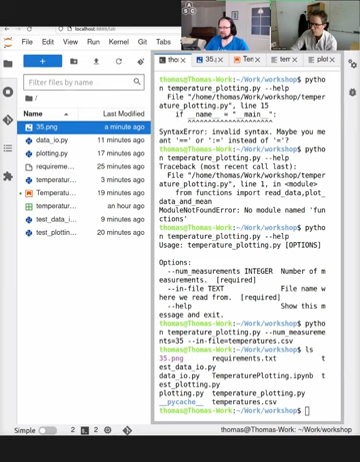 localhost:8888/lab
File Edit View Run Kernel Git Tabs
35.
Ter
terr
plot
Filter files by name
/
Name
Last Modified
35.png a minute ago
data_io.py 11 minutes ago
plotting.py 17 minutes ago
requireme... 25 minutes ago
temperatur... 3 minutes ago
Temperatu... 19 minutes ago
temperatur... an hour ago
test_data_i... 9 minutes ago
test_plottin... 20 minutes ago
thomas@Thomas-Work:~/Work/workshop$ pytho
n temperature_plotting.py --help
File "/home/thomas/Work/workshop/temper
ature_plotting.py", line 15
if __name__ = "__main__":
^^^^^^^^^^^^^^^^^^^^^
SyntaxError: invalid syntax. Maybe you me
ant '==' or ':=' instead of '='?
thomas@Thomas-Work:~/Work/workshop$ pytho
n temperature_plotting.py --help
Traceback (most recent call last):
File "/home/thomas/Work/workshop/temper
ature_plotting.py", line 1, in <module>
from functions import read_data,plot_
data_and_mean
ModuleNotFoundError: No module named 'fun
ctions'
thomas@Thomas-Work:~/Work/workshop$ pytho
n temperature_plotting.py --help
Usage: temperature_plotting.py [OPTIONS]
Options:
--num_measurements INTEGER Number of m
easurements. [required]
--in-file TEXT File name w
here we read from. [required]
--help Show this m
essage and exit.
thomas@Thomas-Work:~/Work/workshop$ pytho
n temperature_plotting.py --num_measureme
nts=35 --in-file=temperatures.csv
thomas@Thomas-Work:~/Work/workshop$ ls
35.png requirements.txt t
est_data_io.py
data_io.py TemperaturePlotting.ipynb t
est_plotting.py
plotting.py temperature_plotting.py
__pycache__ temperatures.csv
thomas@Thomas-Work:~/Work/workshop$
Simple 2 2
thomas@Thomas-Work: ~/Work/workshop